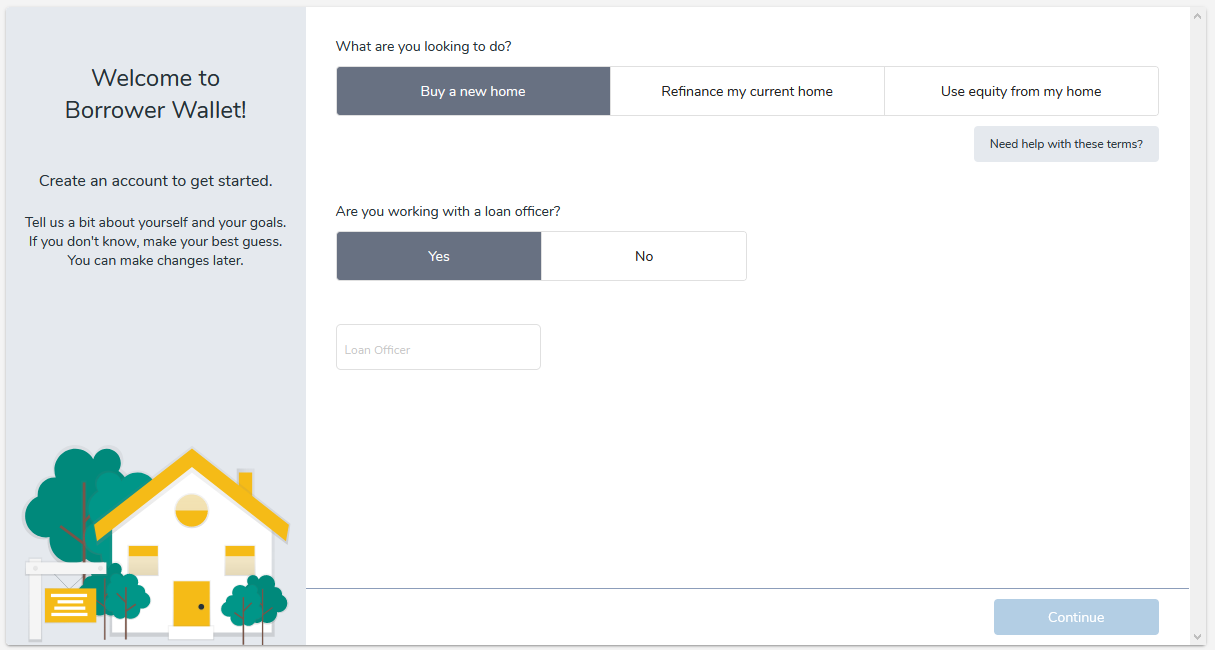 Welcome to
Borrower Wallet!
Create an account to get started.
Tell us a bit about yourself and your goals.
If you don't know, make your best guess.
You can make changes later.
What are you looking to do?
Buy a new home
Refinance my current home
Use equity from my home
Need help with these terms?
Are you working with a loan officer?
Yes
No
Loan Officer
Continue